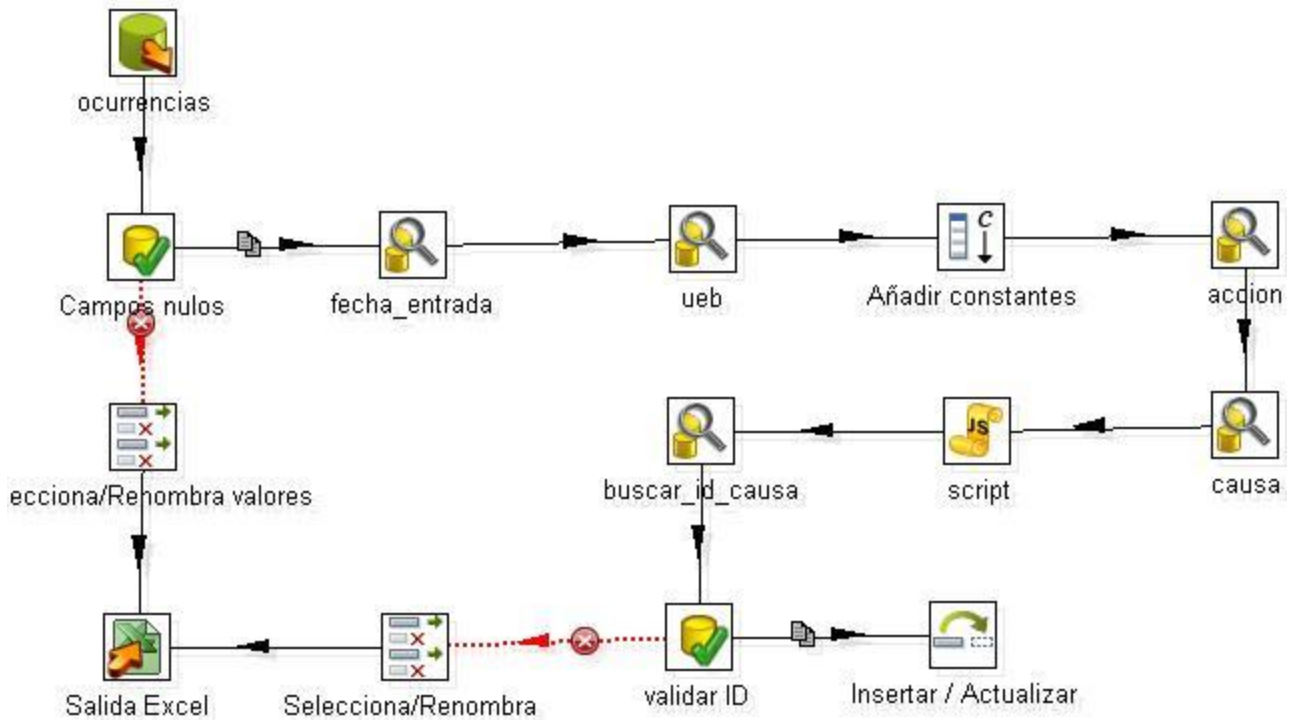 ocurrencias
Campos nulos
fecha_entrada
ueb
C
Añadir constantes
accion
ecciona/Renombra valores
buscar_id_causa
JS
script
causa
Salida Excel
Selecciona/Renombra
validar ID
Insertar / Actualizar